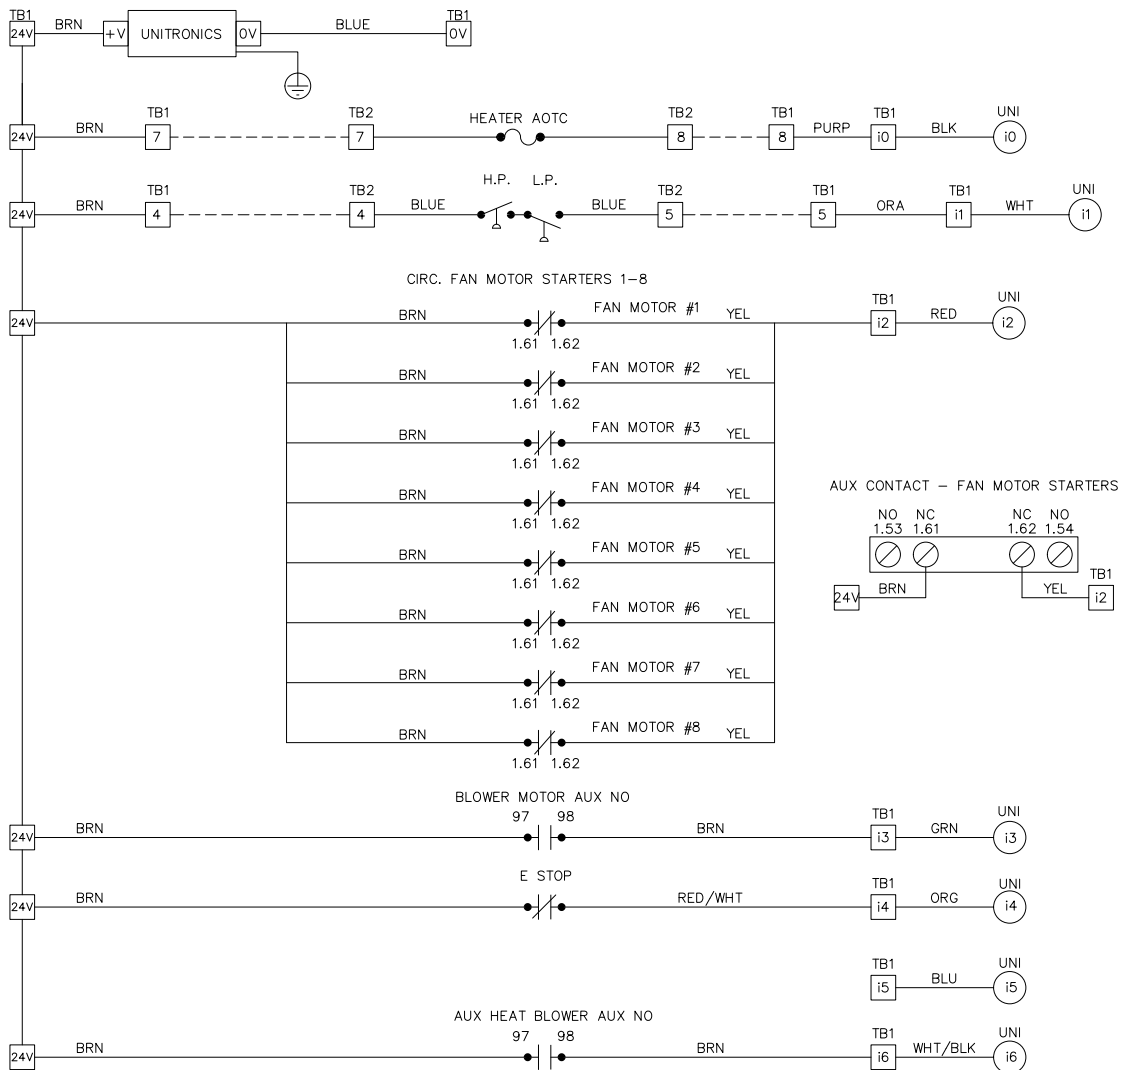 TB1 TB1
24V BRN +V UNITRONICS 0V BLUE 0V
TB1 TB2 HEATER AOTC TB2 TB1 UNI
24V BRN 7 7 8 8 PURP i0 BLK i0
H.P. L.P.
TB1 TB2 TB2 TB1 TB1 UNI
24V BRN 4 4 BLUE BLUE 5 5 ORA i1 WHT i1
CIRC. FAN MOTOR STARTERS 1-8
24V BRN FAN MOTOR #1 YEL TB1 i2 RED UNI i2
1.61 1.62
BRN FAN MOTOR #2 YEL
1.61 1.62
BRN FAN MOTOR #3 YEL
1.61 1.62
BRN FAN MOTOR #4 YEL
1.61 1.62
BRN FAN MOTOR #5 YEL
1.61 1.62
BRN FAN MOTOR #6 YEL
1.61 1.62
BRN FAN MOTOR #7 YEL
1.61 1.62
BRN FAN MOTOR #8 YEL
1.61 1.62
AUX CONTACT - FAN MOTOR STARTERS
NO NC NC NO
1.53 1.61 1.62 1.54
TB1
24V BRN YEL i2
BLOWER MOTOR AUX NO
97 98 TB1 UNI
24V BRN BRN i3 GRN i3
E STOP
TB1 UNI
24V BRN RED/WHT i4 ORG i4
TB1 UNI
i5 BLU i5
AUX HEAT BLOWER AUX NO
97 98 TB1 UNI
24V BRN BRN i6 WHT/BLK i6